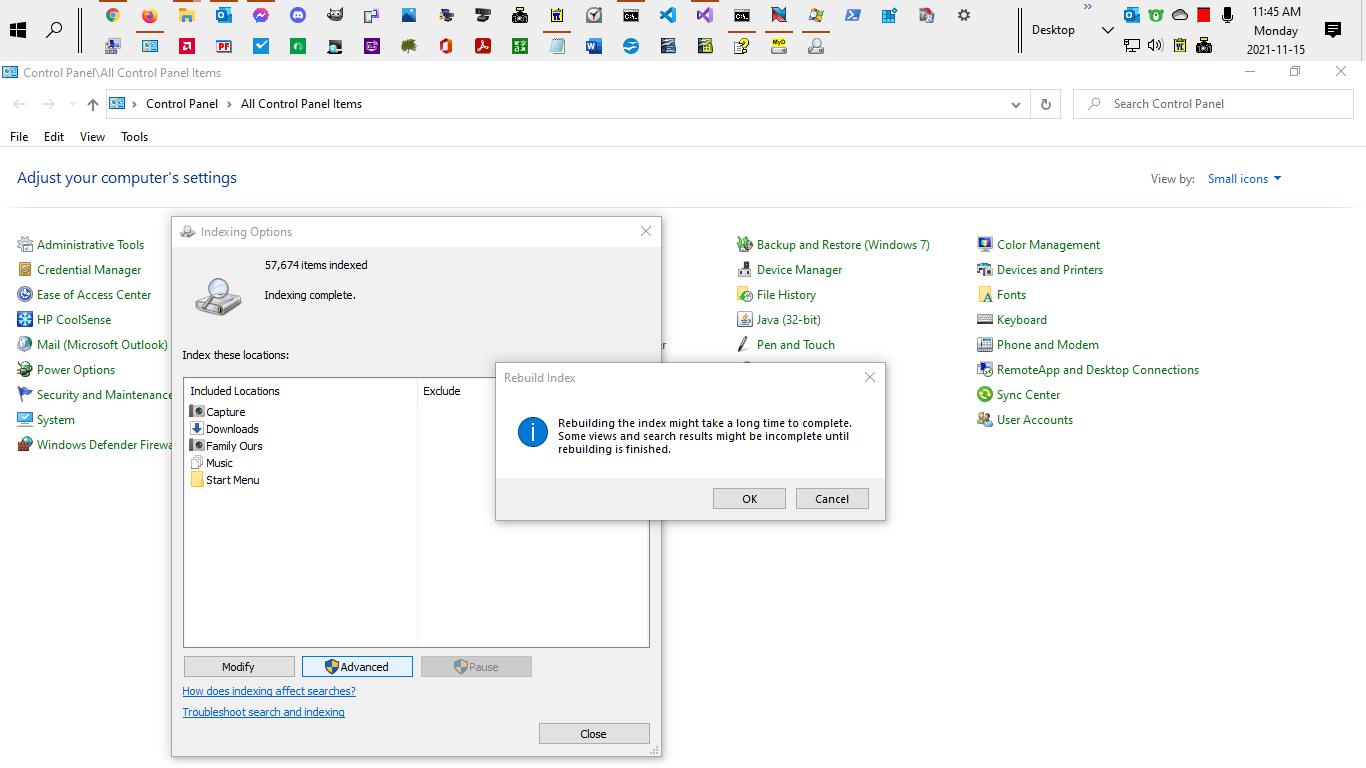 11:45 AM
Desktop
Monday
2021-11-15
Control Panel\All Control Panel Items
Control Panel > All Control Panel Items
Search Control Panel
File Edit View Tools
Adjust your computer's settings
View by: Small icons
Administrative Tools
Credential Manager
Ease of Access Center
HP CoolSense
Mail (Microsoft Outlook)
Power Options
Security and Maintenance
System
Windows Defender Firewa
Indexing Options
57,674 items indexed
Indexing complete.
Index these locations:
Included Locations Exclude
Capture
Downloads
Family Ours
Music
Start Menu
Modify Advanced Pause
How does indexing affect searches?
Troubleshoot search and indexing
Close
Rebuild Index
Rebuilding the index might take a long time to complete.
Some views and search results might be incomplete until
rebuilding is finished.
OK Cancel
Backup and Restore (Windows 7)
Device Manager
File History
Java (32-bit)
Pen and Touch
Color Management
Devices and Printers
Fonts
Keyboard
Phone and Modem
RemoteApp and Desktop Connections
Sync Center
User Accounts